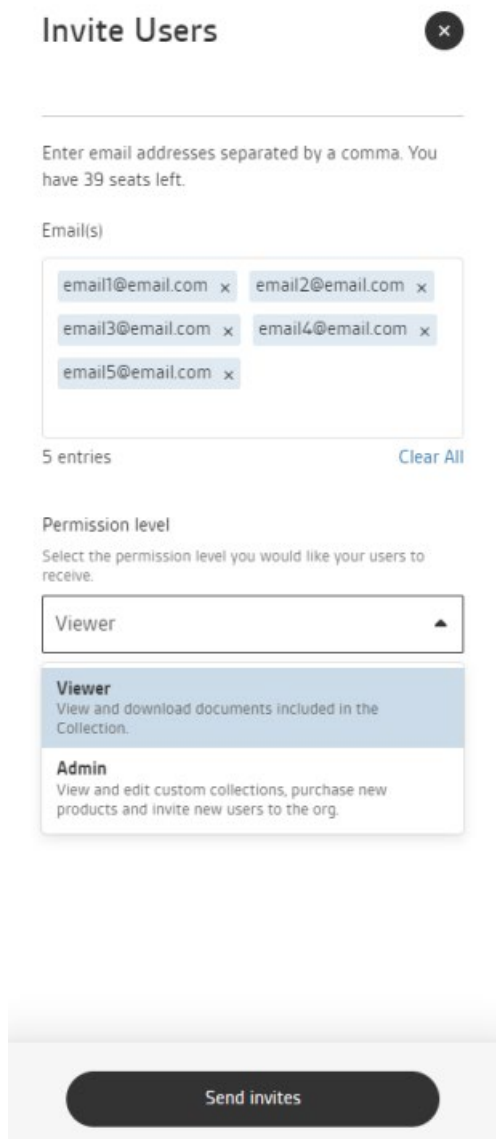 Invite Users
×
Enter email addresses separated by a comma. You
have 39 seats left.
Email(s)
email1@email.com × email2@email.com ×
email3@email.com × email4@email.com ×
email5@email.com ×
5 entries Clear All
Permission level
Select the permission level you would like your users to
receive.
Viewer
Viewer
View and download documents included in the
Collection.
Admin
View and edit custom collections, purchase new
products and invite new users to the org.
Send invites